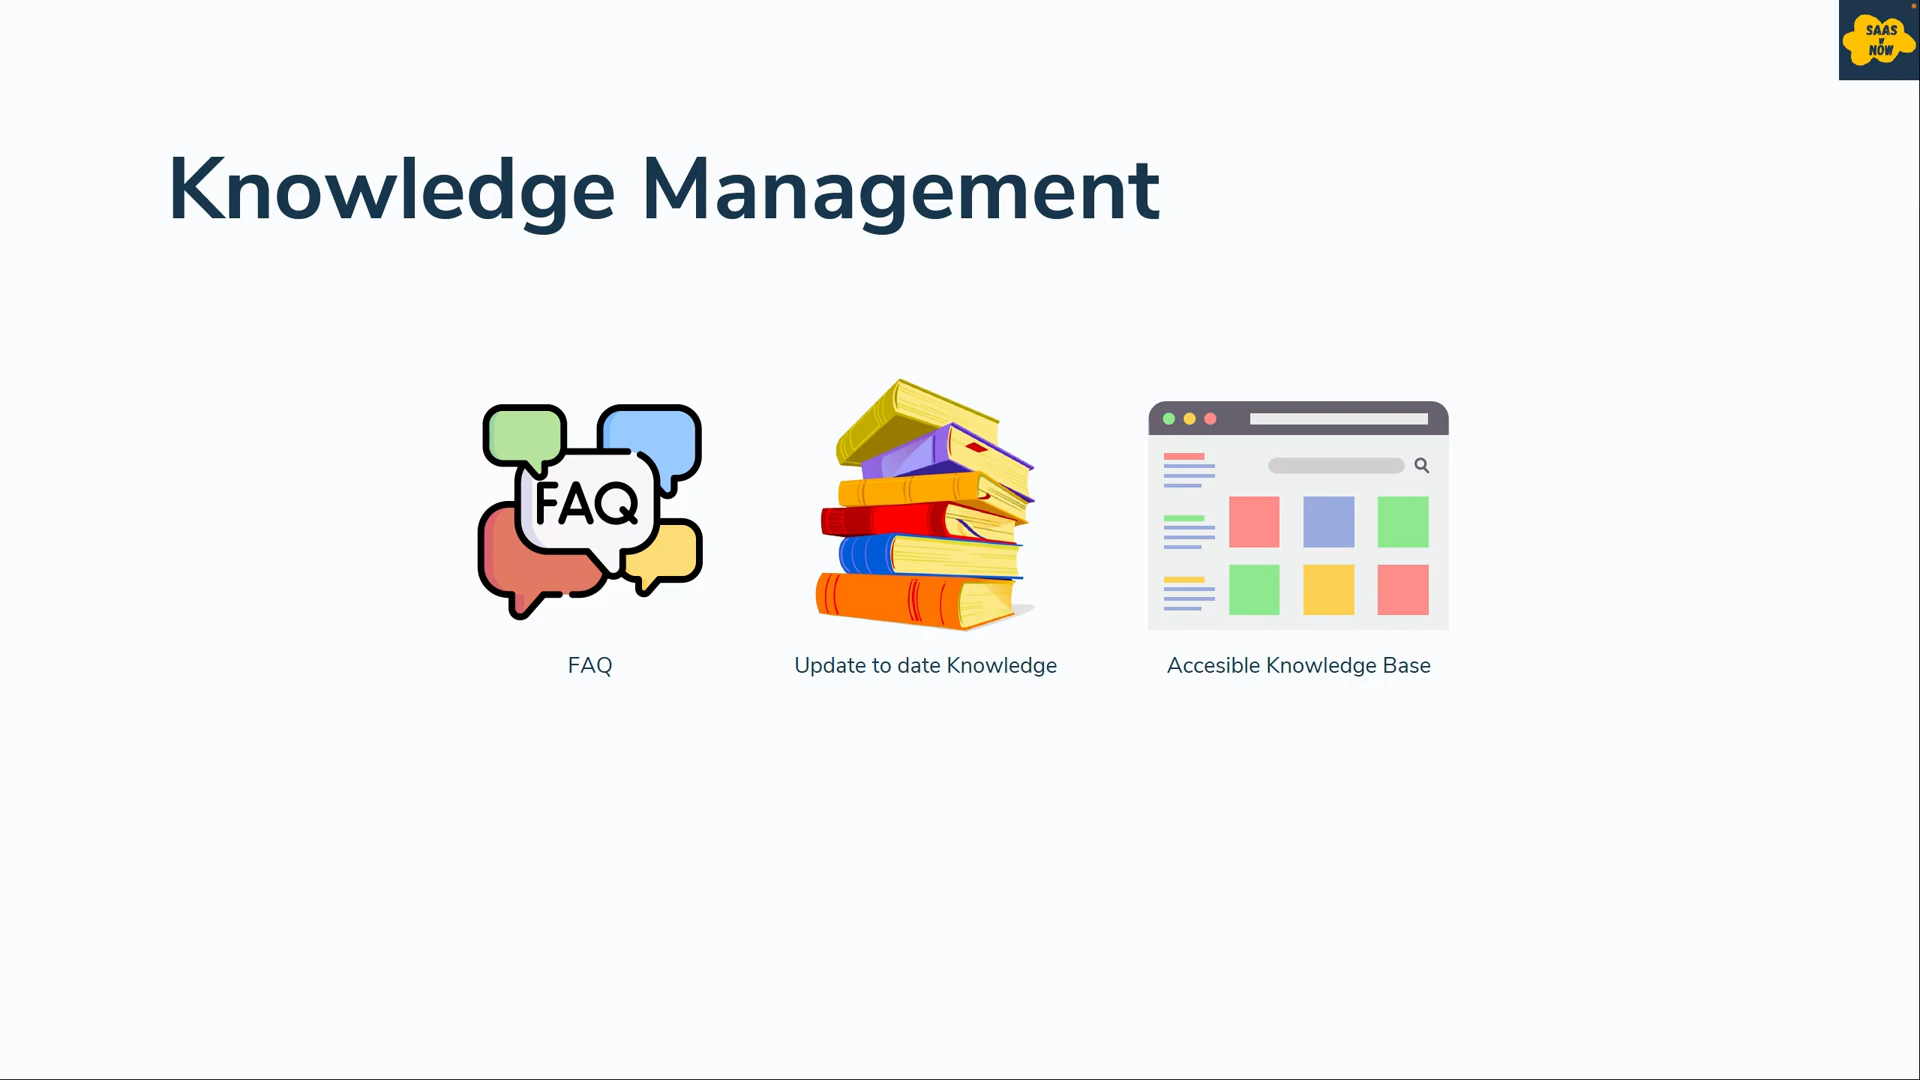 SAAS
W
NOW
Knowledge Management
FAQ
FAQ
Update to date Knowledge
Accesible Knowledge Base